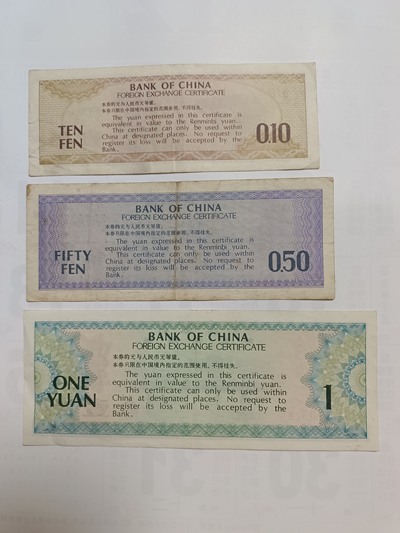 BANK OF CHINA
FOREIGN EXCHANGE CERTIFICATE
本券的元与人民币元等值。
本券只限在中国境内指定的范围使用，不得挂失。
The yuan expressed in this certificate is
equivalent in value to the Renminbi yuan.
This certificate can only be used within
China at designated places. No request to
register its loss will be accepted by the
Bank.
TEN
FEN
0.10
BANK OF CHINA
FOREIGN EXCHANGE CERTIFICATE
本券的元与人民币元等值。
本券只限在中国境内指定的范围使用，不得挂失。
The yuan expressed in this certificate is
equivalent in value to the Renminbi yuan.
This certificate can only be used within
China at designated places. No request to
register its loss will be accepted by the
Bank.
FIFTY
FEN
0.50
BANK OF CHINA
FOREIGN EXCHANGE CERTIFICATE
本券的元与人民币元等值。
本券只限在中国境内指定的范围使用，不得挂失。
The yuan expressed in this certificate is
equivalent in value to the Renminbi yuan.
This certificate can only be used within
China at designated places. No request to
register its loss will be accepted by the
Bank.
ONE
YUAN
1